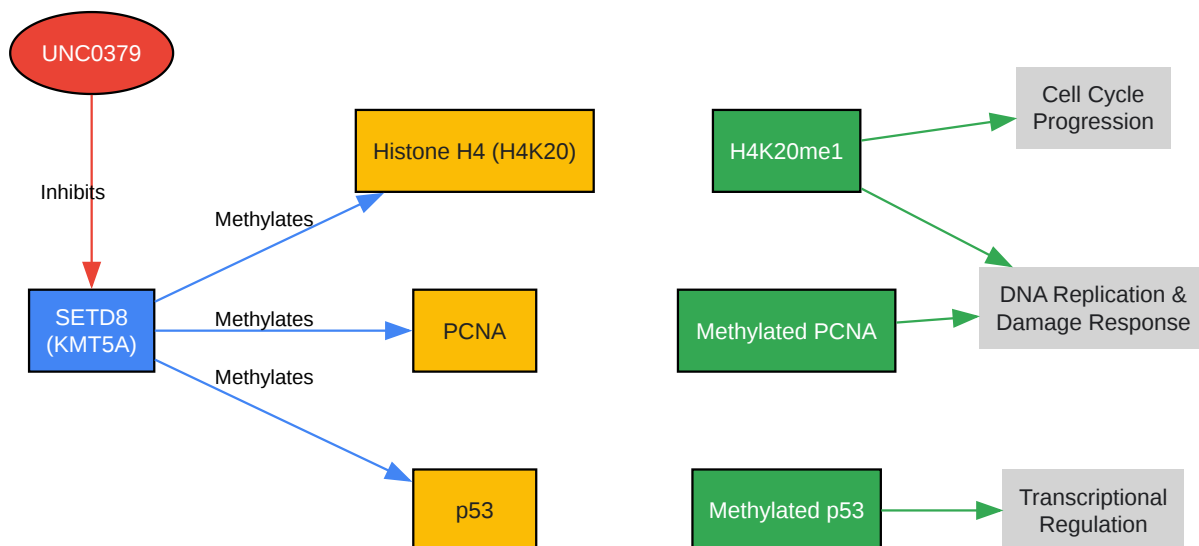 UNC0379
Inhibits
SETD8
(KMT5A)
Methylates
Methylates
Methylates
Histone H4 (H4K20)
PCNA
p53
H4K20me1
Methylated PCNA
Methylated p53
Cell Cycle
Progression
DNA Replication &
Damage Response
Transcriptional
Regulation